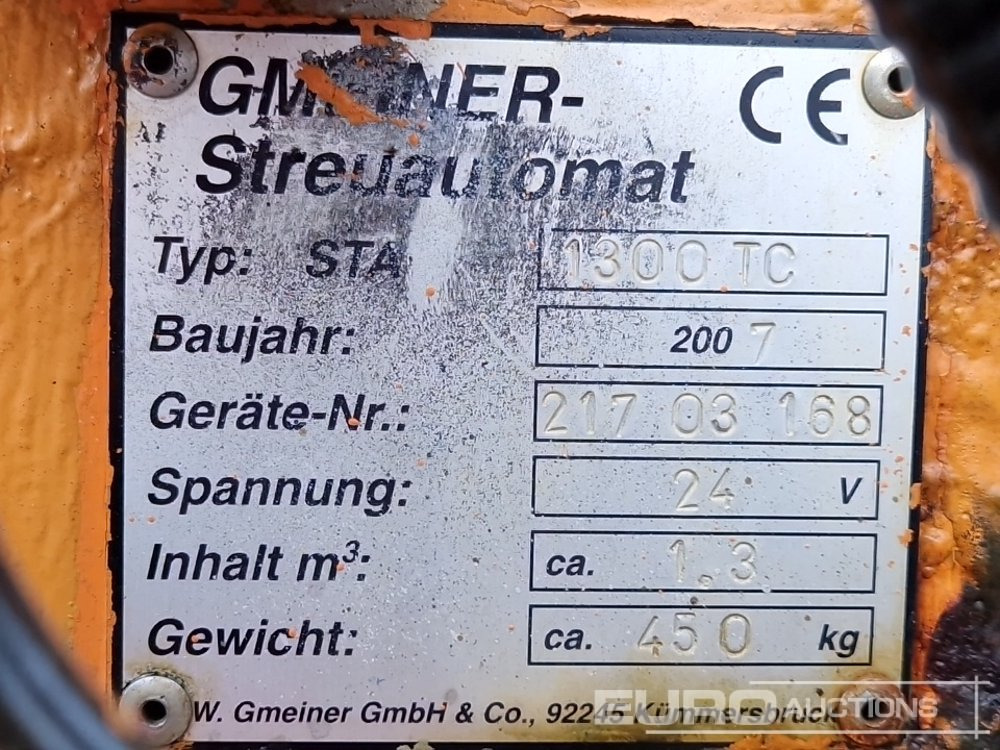 GMEINER- CE
Streuautomat
Typ: STA 1300 TC
Baujahr: 2007
Geräte-Nr.: 217 03 168
Spannung: 24 V
Inhalt m³: ca. 1.3
Gewicht: ca. 450 kg
W. Gmeiner GmbH & Co., 92245 Kümmersbruck
EURO AUCTIONS